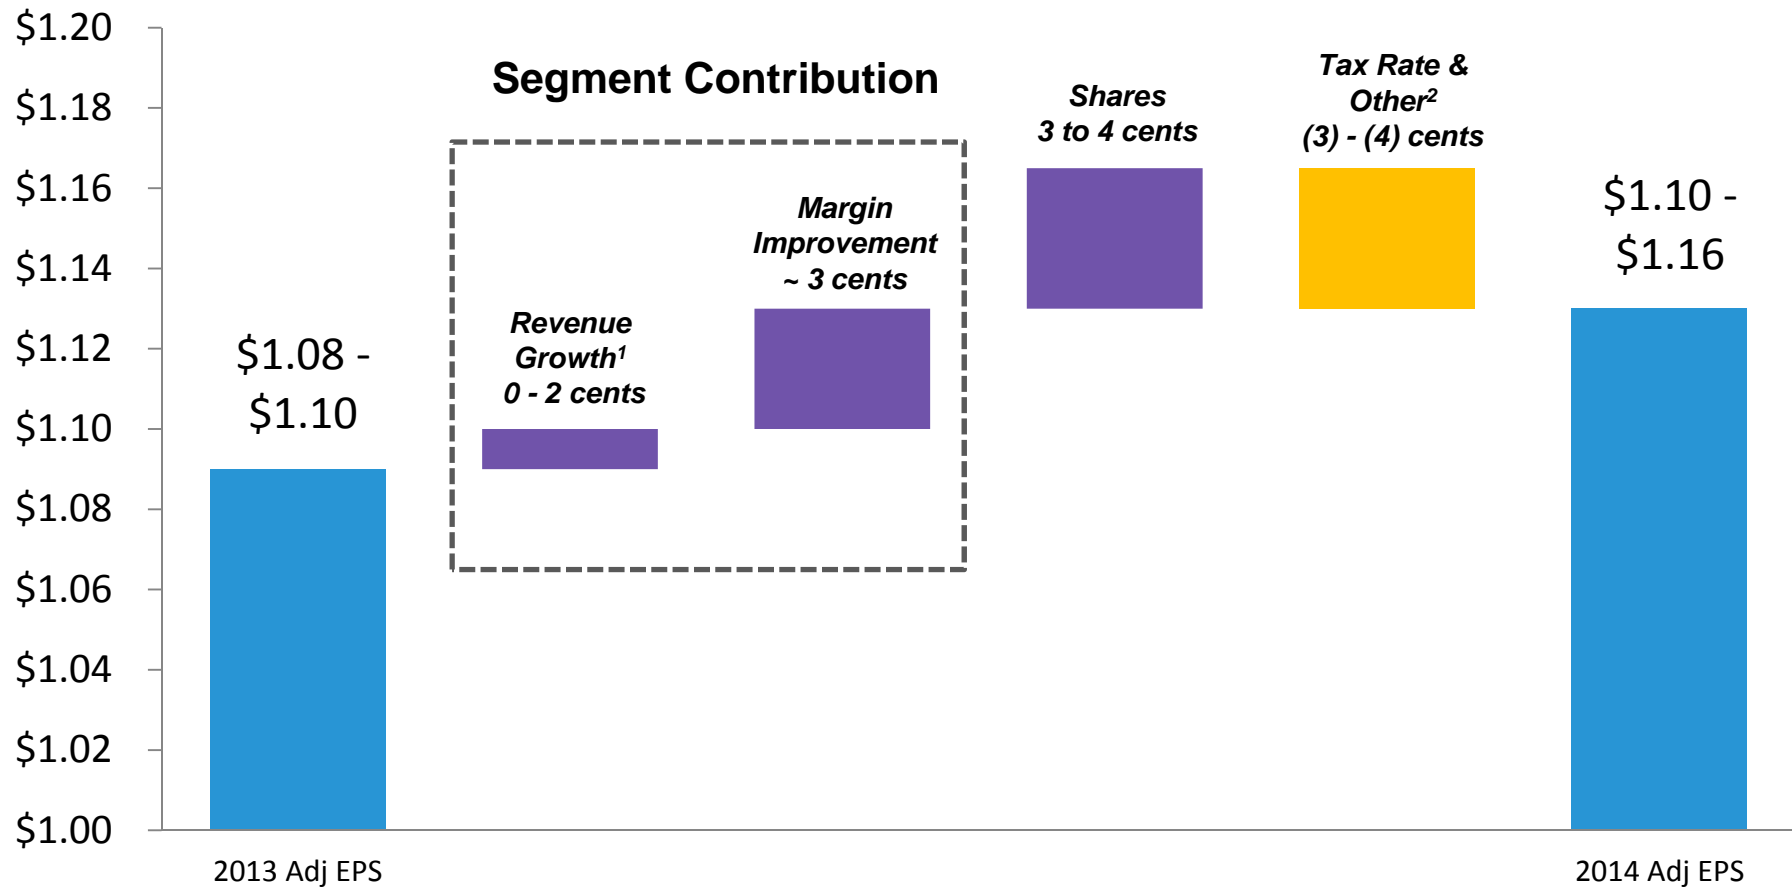 $1.20
$1.18
$1.16
$1.14
$1.12
$1.10
$1.08
$1.06
$1.04
$1.02
$1.00
Segment Contribution
$1.08 -
$1.10
Revenue
Growth¹
0 - 2 cents
Margin
Improvement
~ 3 cents
Shares
3 to 4 cents
Tax Rate &
Other²
(3) - (4) cents
$1.10 -
$1.16
2013 Adj EPS
2014 Adj EPS